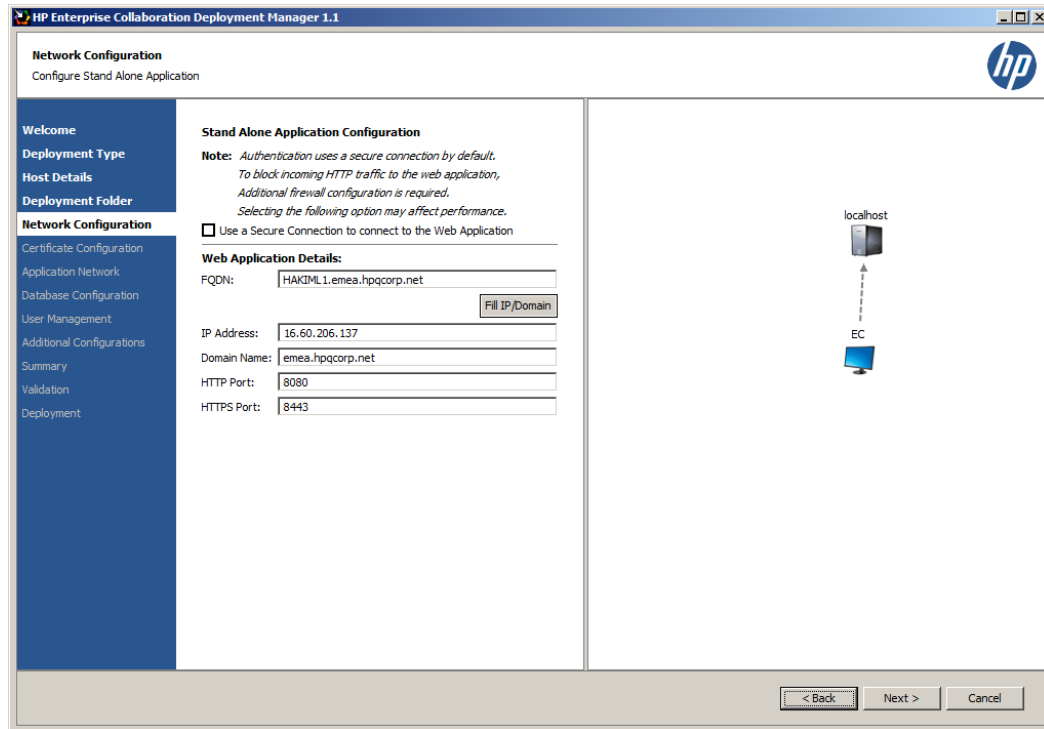 HP Enterprise Collaboration Deployment Manager 1.1
Network Configuration
Configure Stand Alone Application
hp
Welcome
Deployment Type
Host Details
Deployment Folder
Network Configuration
Certificate Configuration
Application Network
Database Configuration
User Management
Additional Configurations
Summary
Validation
Deployment
Stand Alone Application Configuration
Note: Authentication uses a secure connection by default.
To block incoming HTTP traffic to the web application,
Additional firewall configuration is required.
Selecting the following option may affect performance.
Use a Secure Connection to connect to the Web Application
Web Application Details:
FQDN: HAKIML1.emea.hpqcorp.net
Fill IP/Domain
IP Address: 16.60.206.137
Domain Name: emea.hpqcorp.net
HTTP Port: 8080
HTTPS Port: 8443
localhost
EC
< Back Next > Cancel